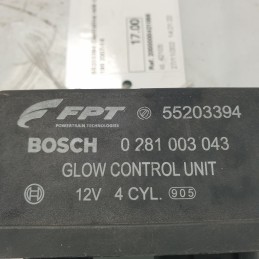 17.00
FPT
POWERTRAIN TECHNOLOGIES
55203394
BOSCH 0 281 003 043
GLOW CONTROL UNIT
12V 4 CYL. 905